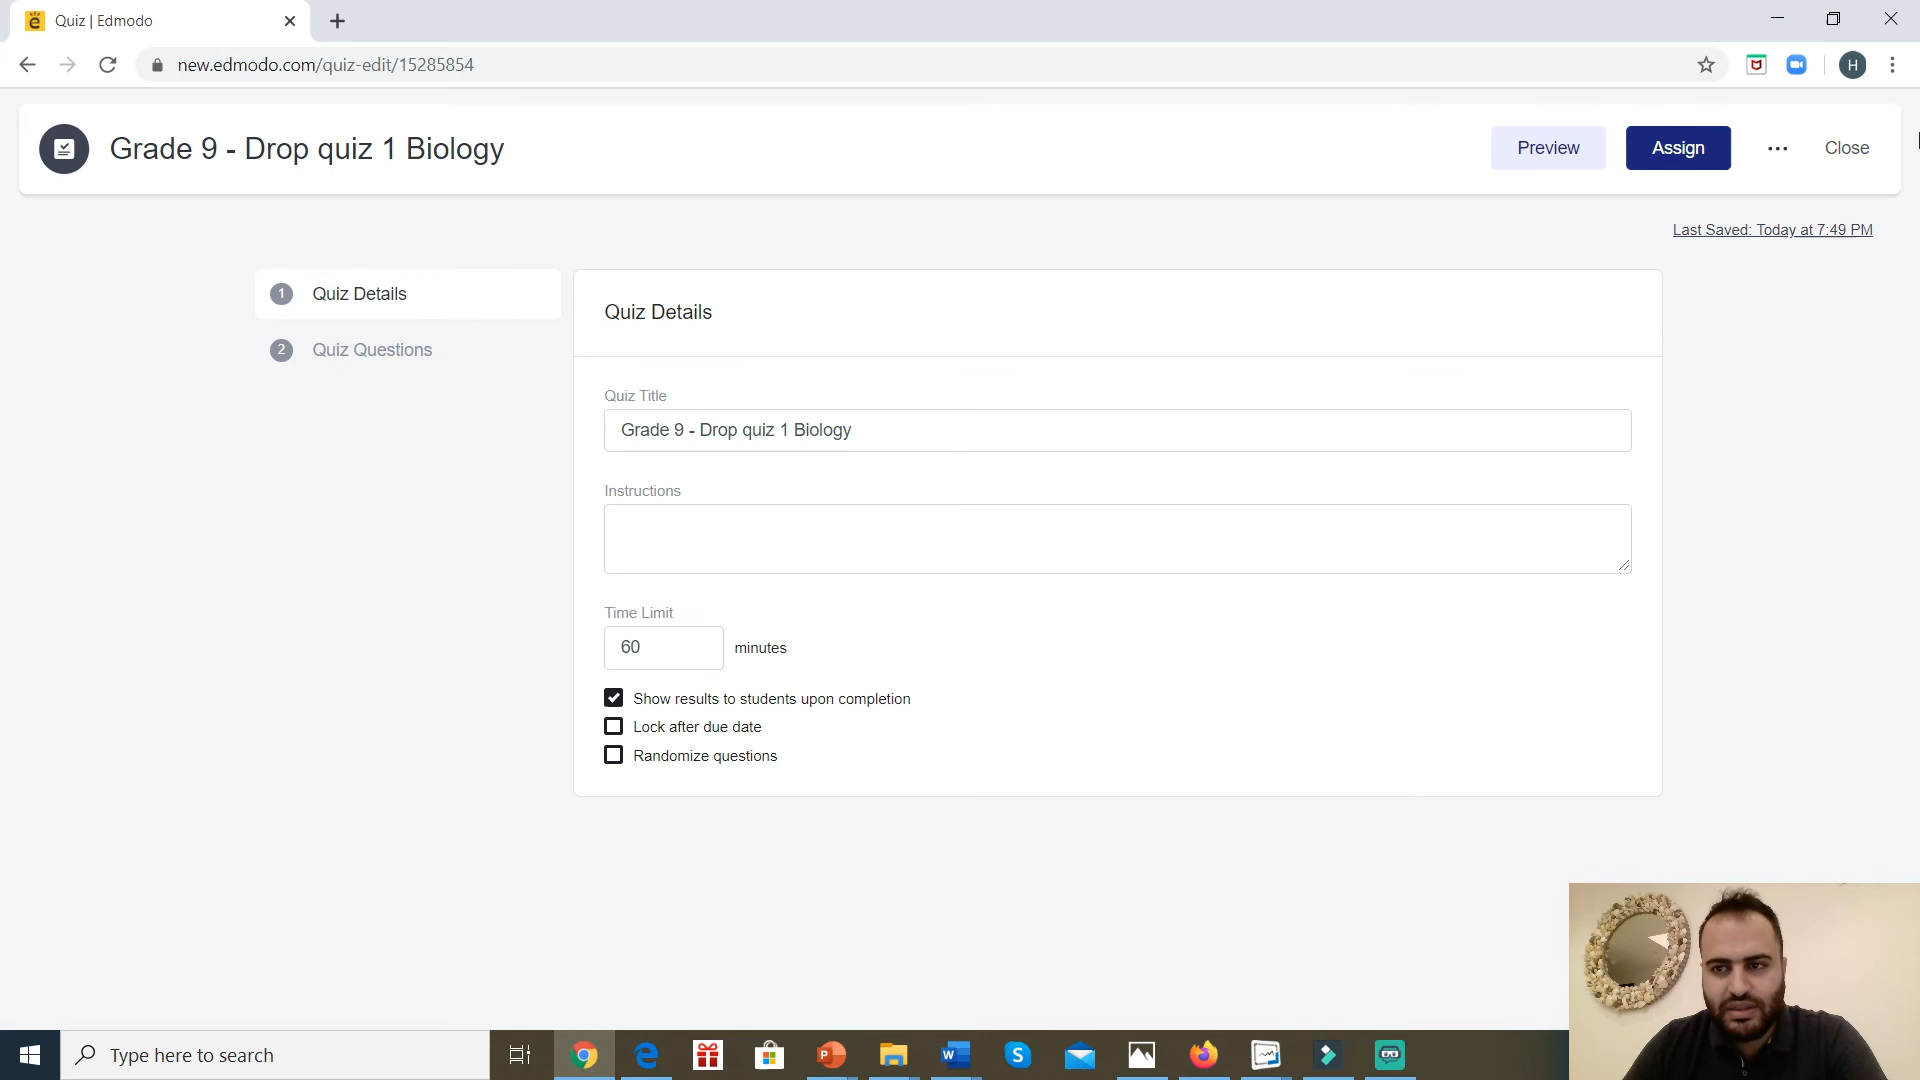 Quiz | Edmodo
new.edmodo.com/quiz-edit/15285854
H
Grade 9 - Drop quiz 1 Biology
Preview
Assign
Close
Last Saved: Today at 7:49 PM
1 Quiz Details
2 Quiz Questions
Quiz Details
Quiz Title
Grade 9 - Drop quiz 1 Biology
Instructions
Time Limit
60 minutes
Show results to students upon completion
Lock after due date
Randomize questions
Type here to search